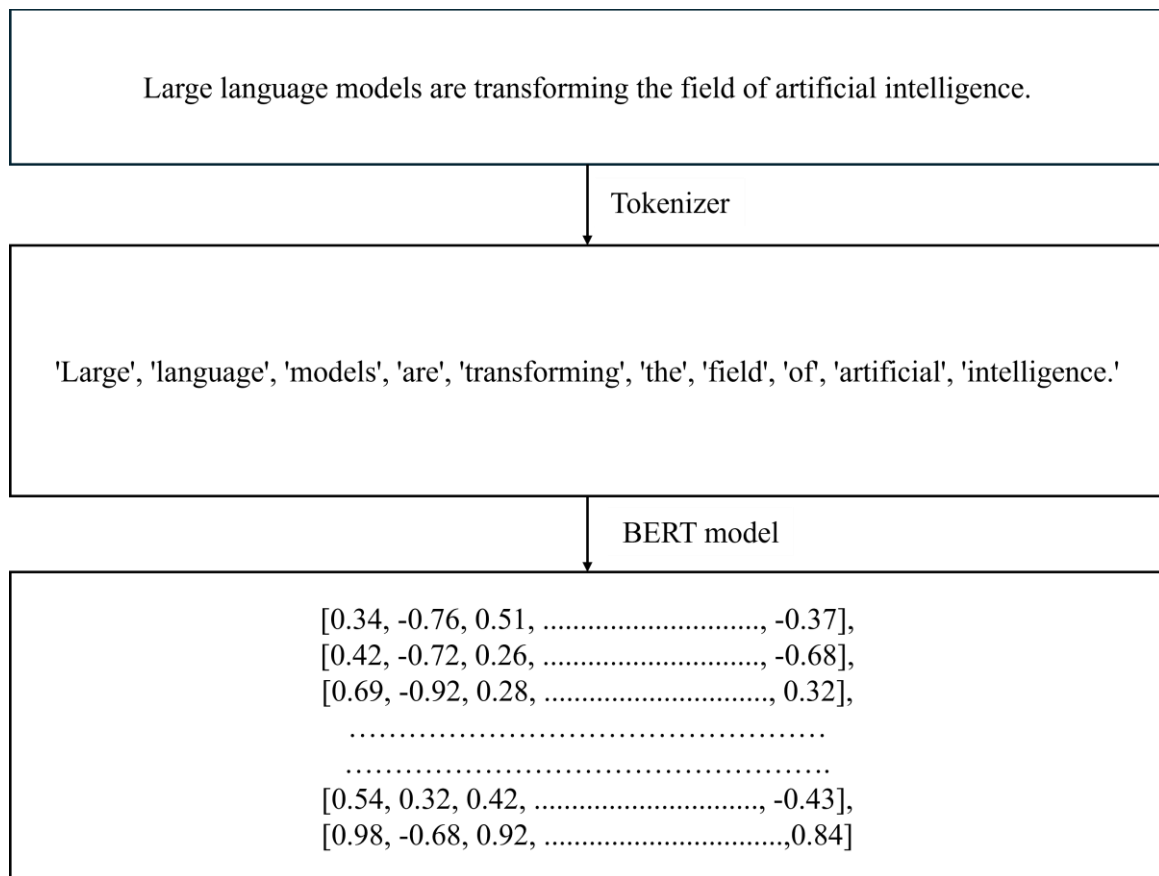 Large language models are transforming the field of artificial intelligence.
Tokenizer
'Large', 'language', 'models', 'are', 'transforming', 'the', 'field', 'of', 'artificial', 'intelligence.'
BERT model
[0.34, -0.76, 0.51, ............................, -0.37],
[0.42, -0.72, 0.26, ............................, -0.68],
[0.69, -0.92, 0.28, ............................., 0.32],
…………………………………………
………………………………………….
[0.54, 0.32, 0.42, ............................., -0.43],
[0.98, -0.68, 0.92, ...............................,0.84]